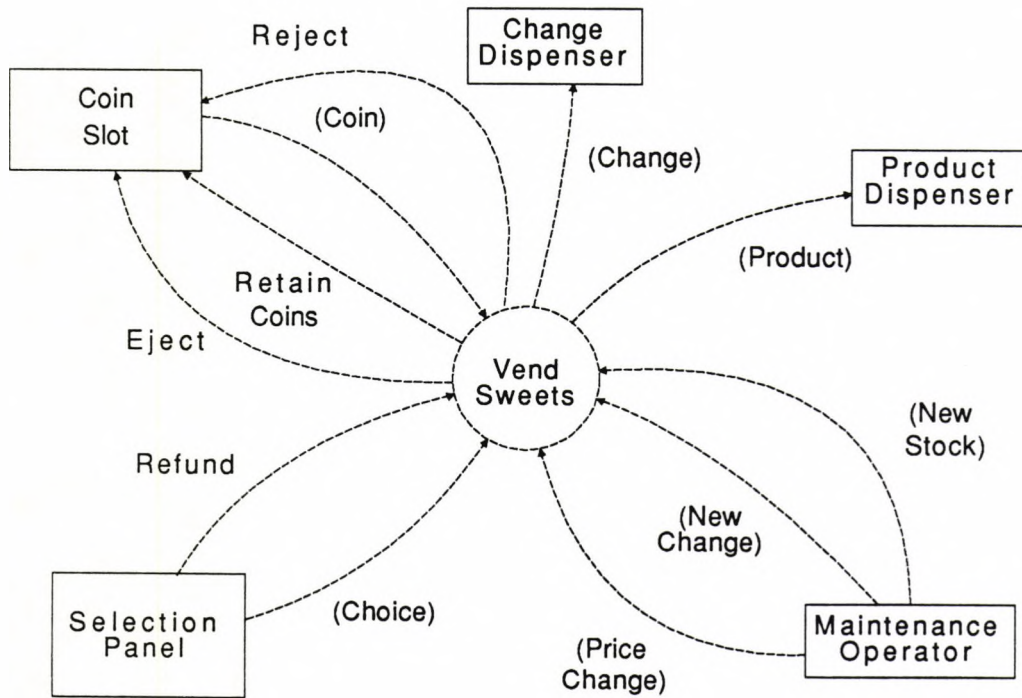 Reject
Change
Dispenser
Coin
Slot
(Coin)
(Change)
Product
Dispenser
(Product)
Retain
Coins
Eject
Vend
Sweets
(New
Stock)
Refund
(New
Change)
Selection
Panel
(Choice)
(Price
Change)
Maintenance
Operator